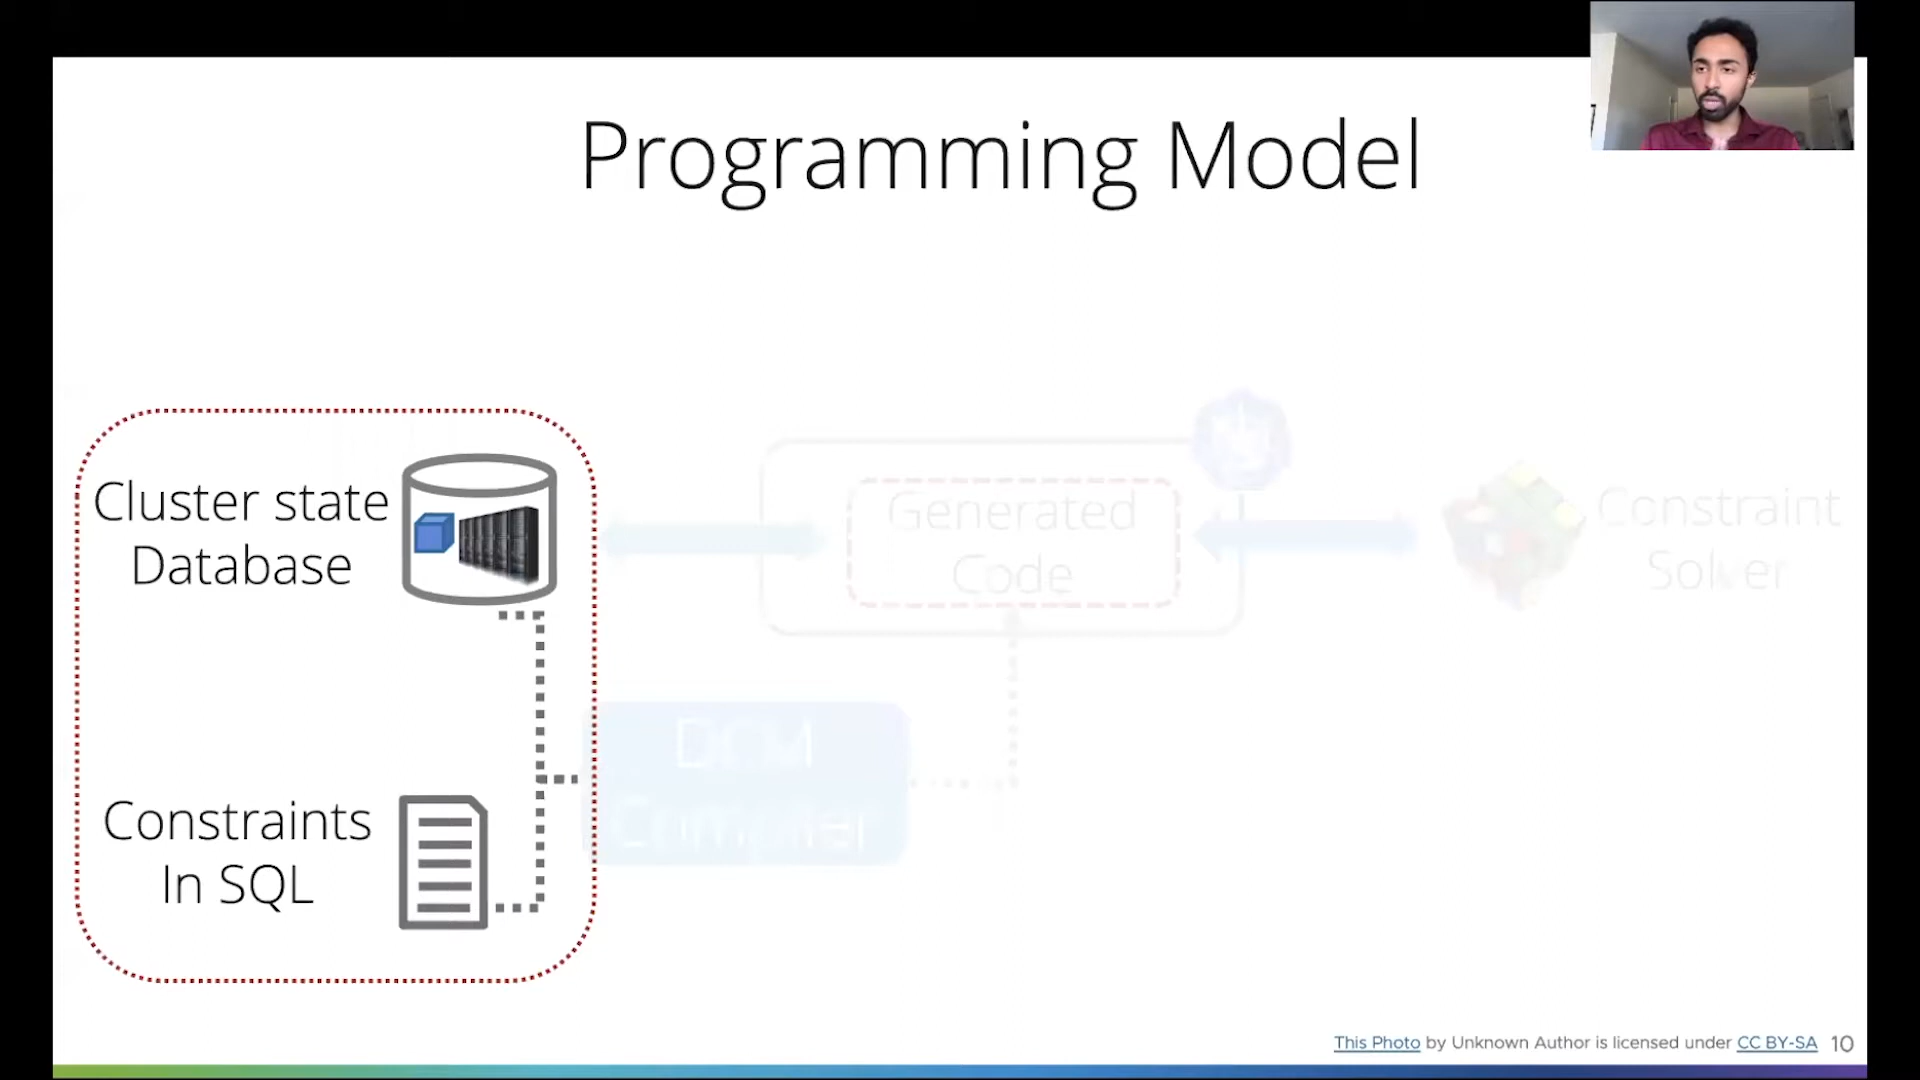 Programming Model
Cluster state
Database
Generated
Code
Constraint
Solver
DCM
Compiler
Constraints
In SQL
This Photo by Unknown Author is licensed under CC BY-SA 10